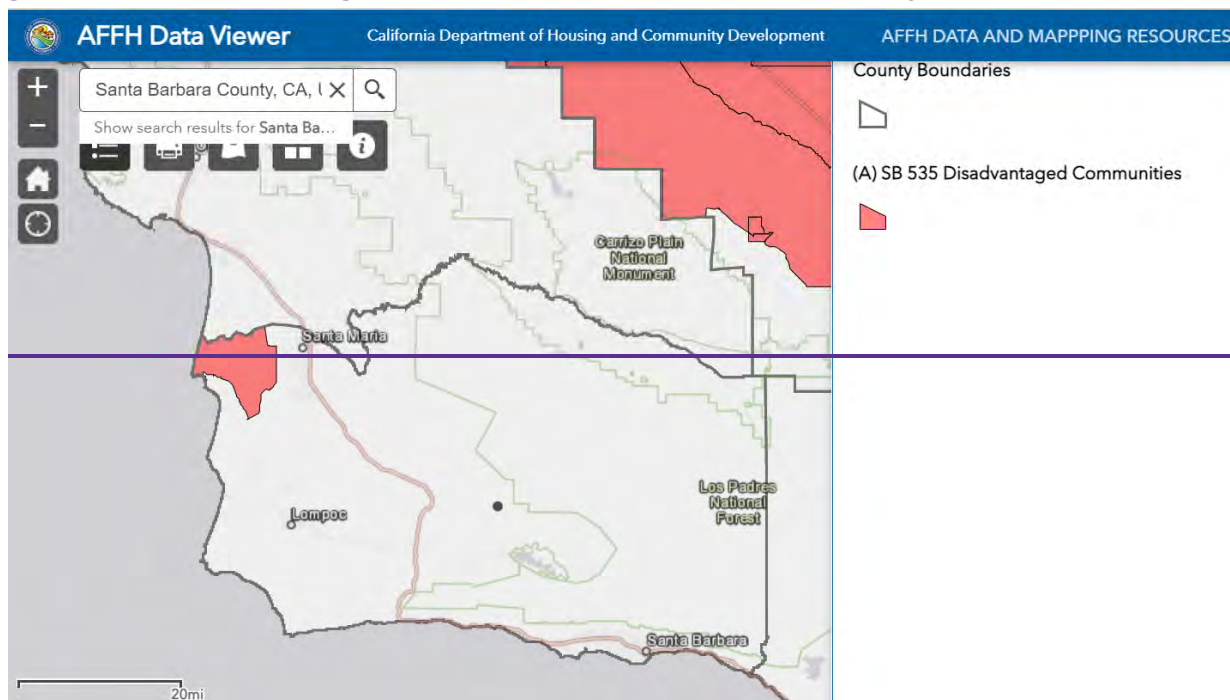 AFFH Data Viewer
California Department of Housing and Community Development
AFFH DATA AND MAPPPING RESOURCES
Santa Barbara County, CA, U
Show search results for Santa Ba...
County Boundaries
(A) SB 535 Disadvantaged Communities
Carrizo Plain
National
Monument
Santa Maria
Los Padres
National
Forest
Lompoc
Santa Barbara
20mi